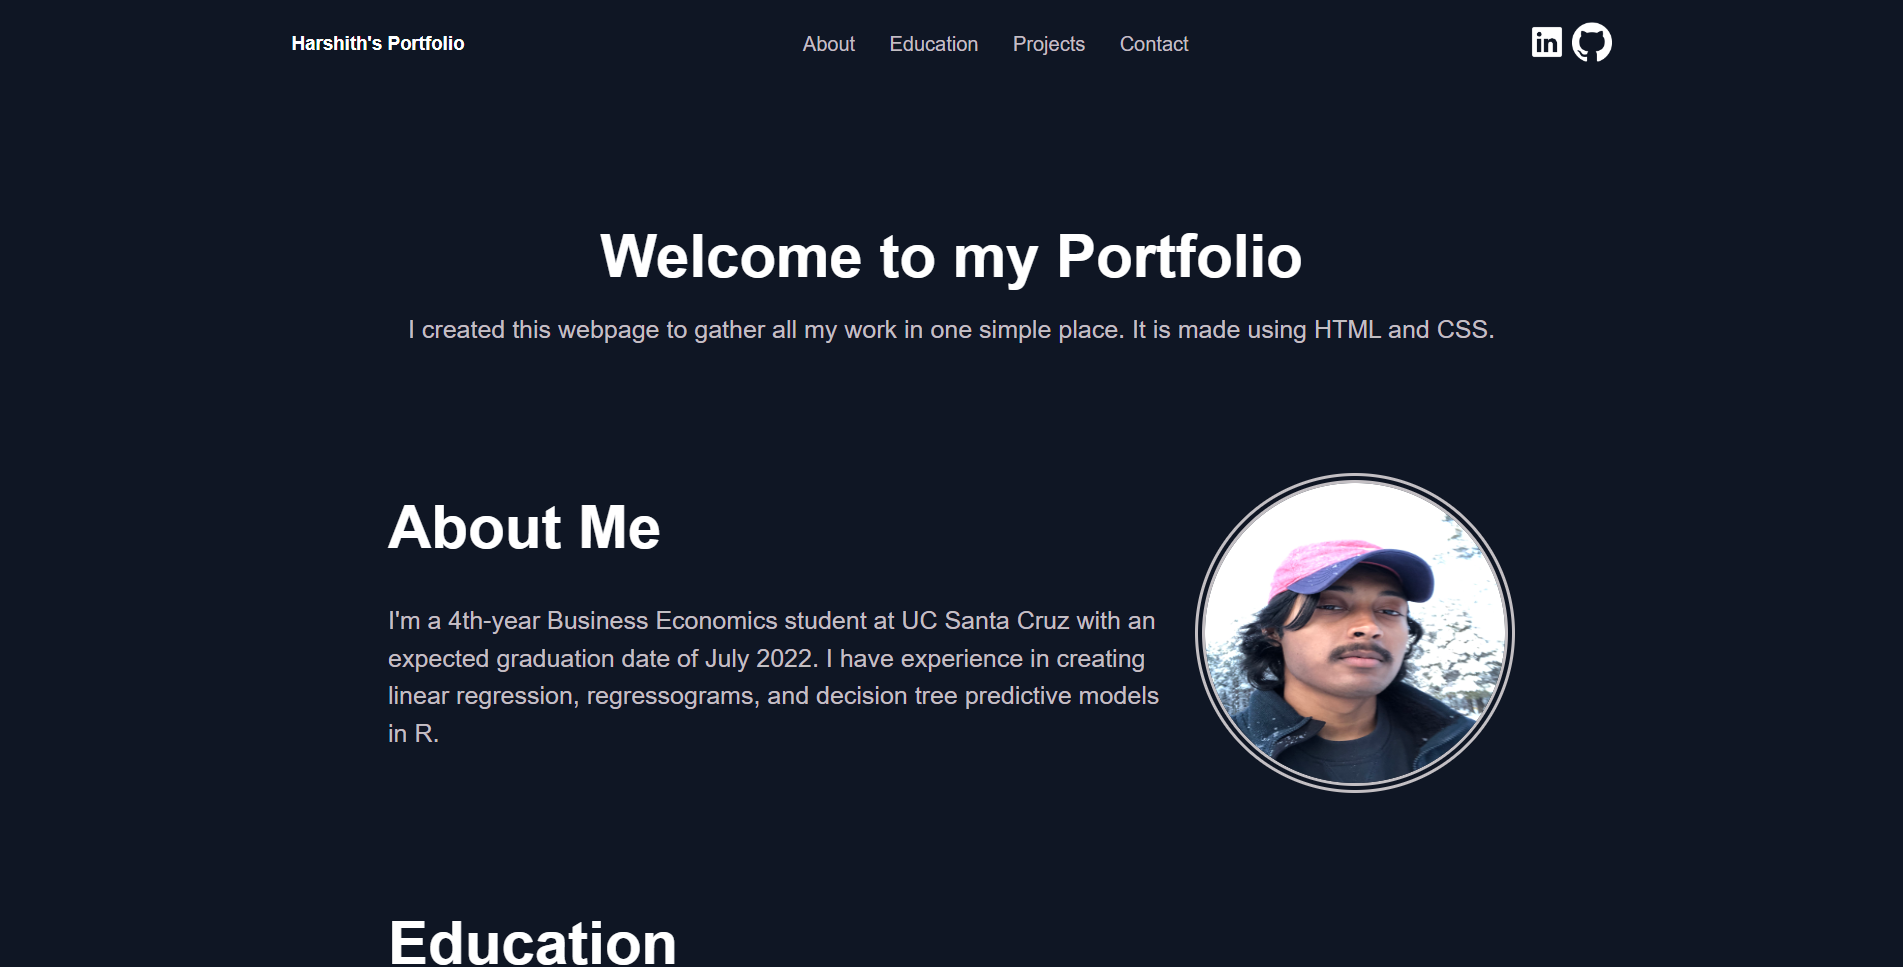 Harshith's Portfolio
About
Education
Projects
Contact
in
Welcome to my Portfolio
I created this webpage to gather all my work in one simple place. It is made using HTML and CSS.
About Me
I'm a 4th-year Business Economics student at UC Santa Cruz with an
expected graduation date of July 2022. I have experience in creating
linear regression, regressograms, and decision tree predictive models
in R.
Education